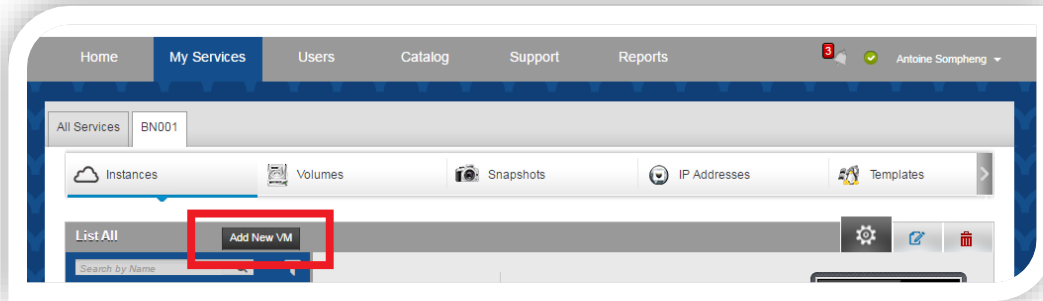 Home My Services Users Catalog Support Reports 3 Antoine Sompheng
All Services BN001
Instances Volumes Snapshots IP Addresses Templates
List All Add New VM
Search by Name